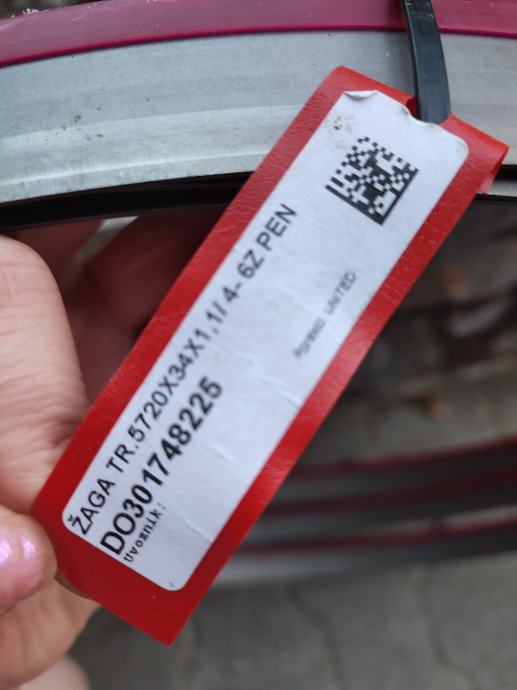 ŽAGA TR.5720X34X1,1/ 4- 6Z PEN
DO301748225
Uvoznik:
UNITED